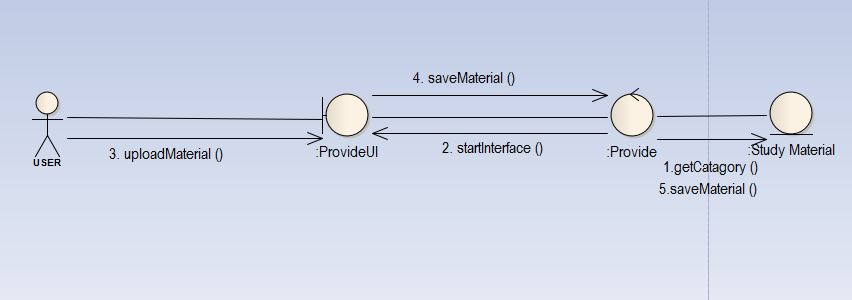 4. saveMaterial ()
USER
3. uploadMaterial ()
:ProvideUI
2. startInterface ()
:Provide
:Study Material
1.getCatagory ()
5.saveMaterial ()